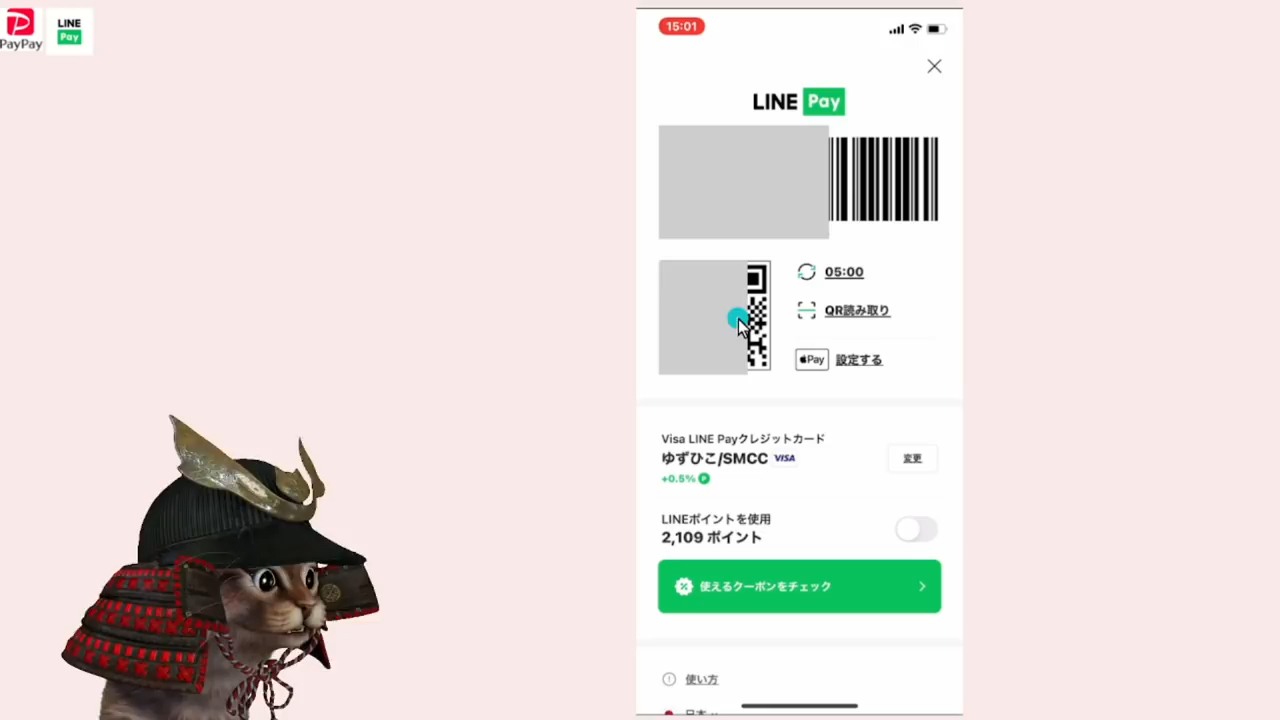 PayPay
LINE
Pay
15:01
LINE Pay
05:00
QR読み取り
Pay 設定する
Visa LINE Payクレジットカード
ゆずひこ/SMCC VISA
変更
+0.5% P
LINEポイントを使用
2,109 ポイント
使えるクーポンをチェック
使い方
日本